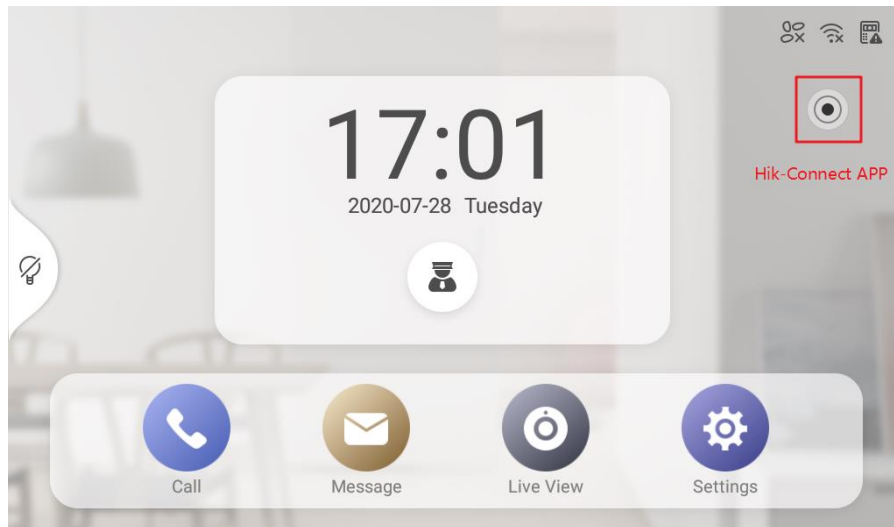 17:01
2020-07-28 Tuesday
Hik-Connect APP
Call
Message
Live View
Settings